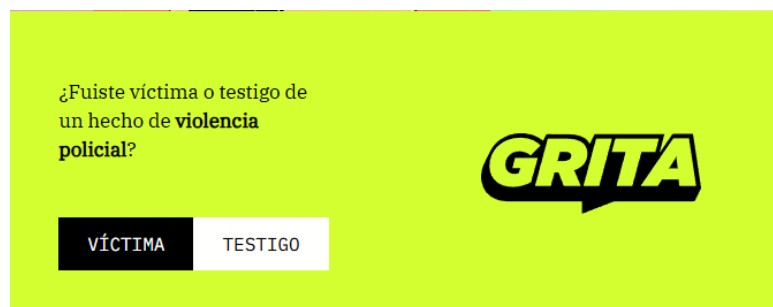 ¿Fuiste víctima o testigo de
un hecho de violencia
policial?
GRITA
VÍCTIMA
TESTIGO